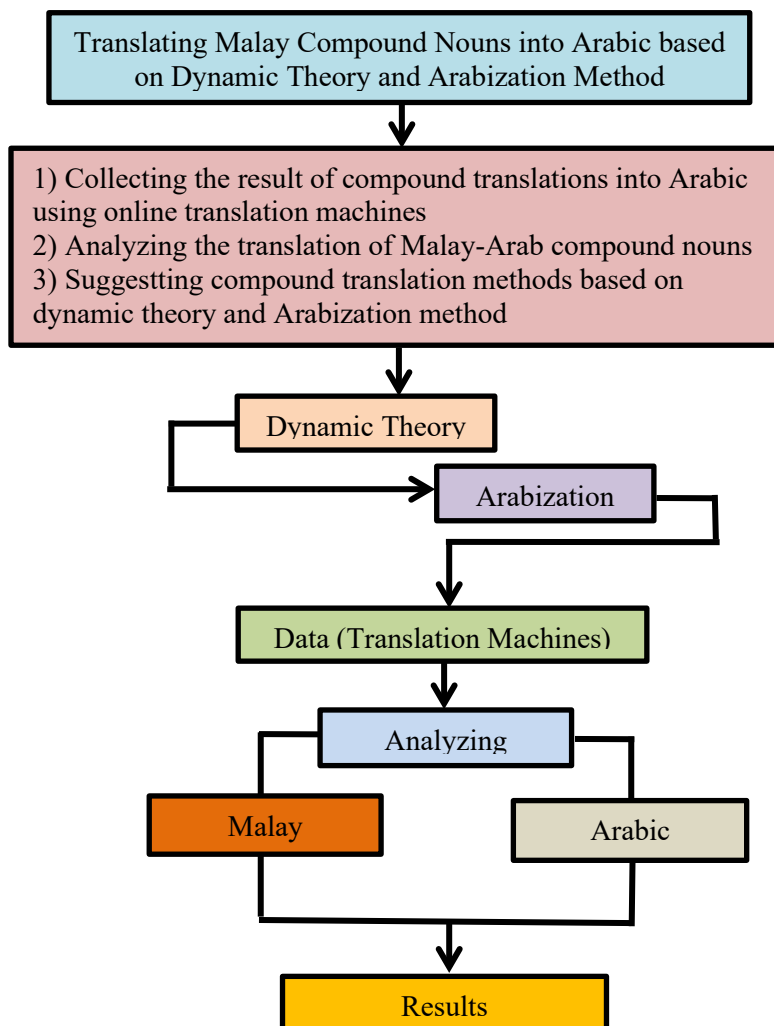 Translating Malay Compound Nouns into Arabic based
on Dynamic Theory and Arabization Method
1) Collecting the result of compound translations into Arabic
using online translation machines
2) Analyzing the translation of Malay-Arab compound nouns
3) Suggestting compound translation methods based on
dynamic theory and Arabization method
Dynamic Theory
Arabization
Data (Translation Machines)
Analyzing
Malay
Arabic
Results